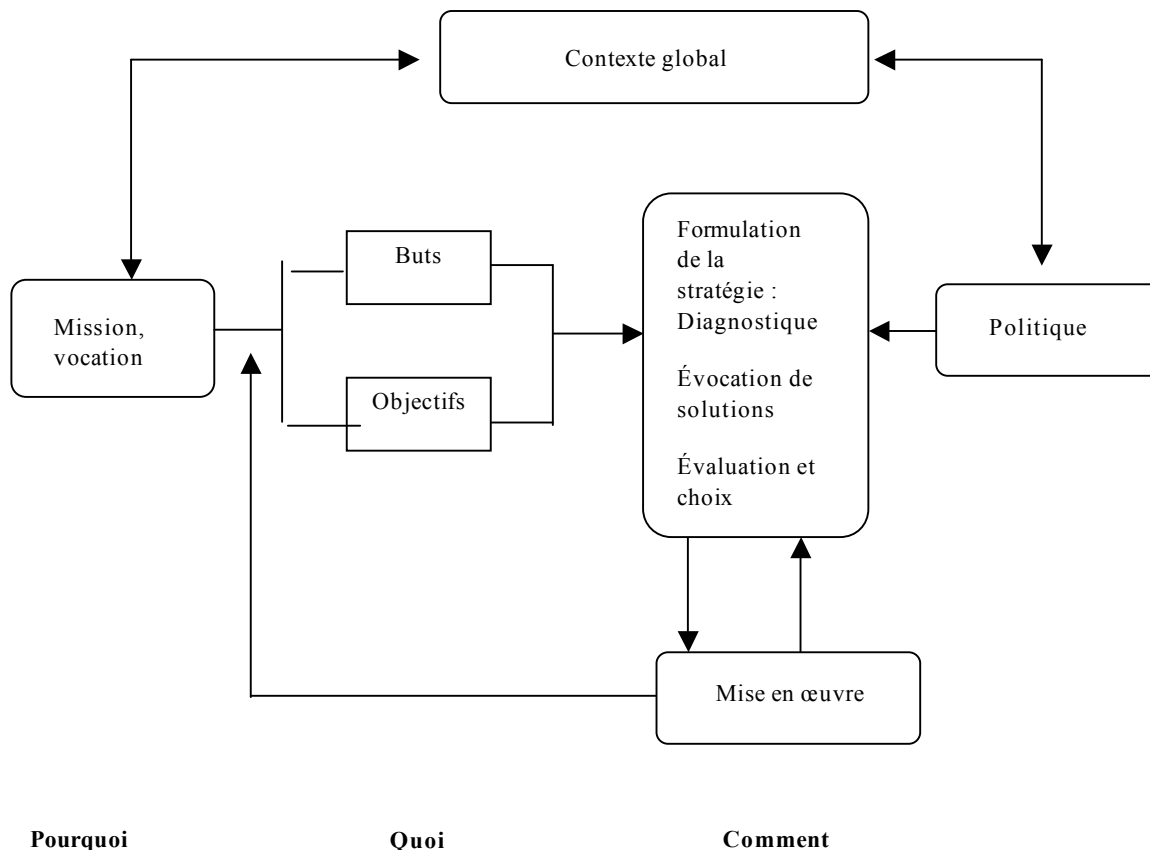 Contexte global
Buts
Mission,
vocation
Objectifs
Formulation
de la
stratégie :
Diagnostique
Évocation de
solutions
Évaluation et
choix
Politique
Mise en œuvre
Pourquoi
Quoi
Comment